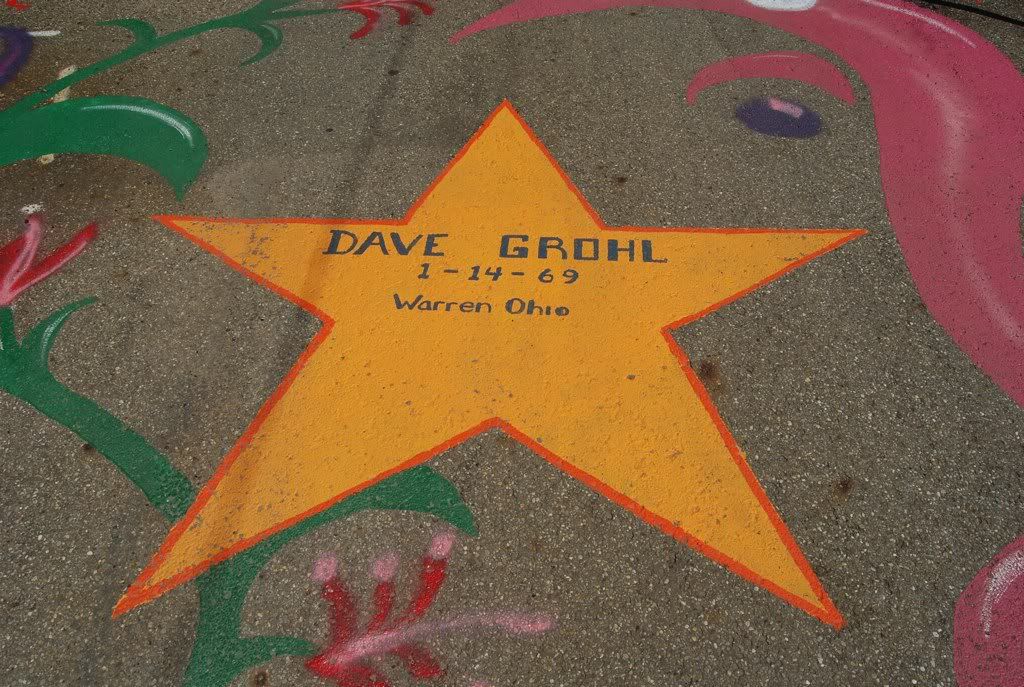 DAVE GROHL
1-14-69
Warren Ohio